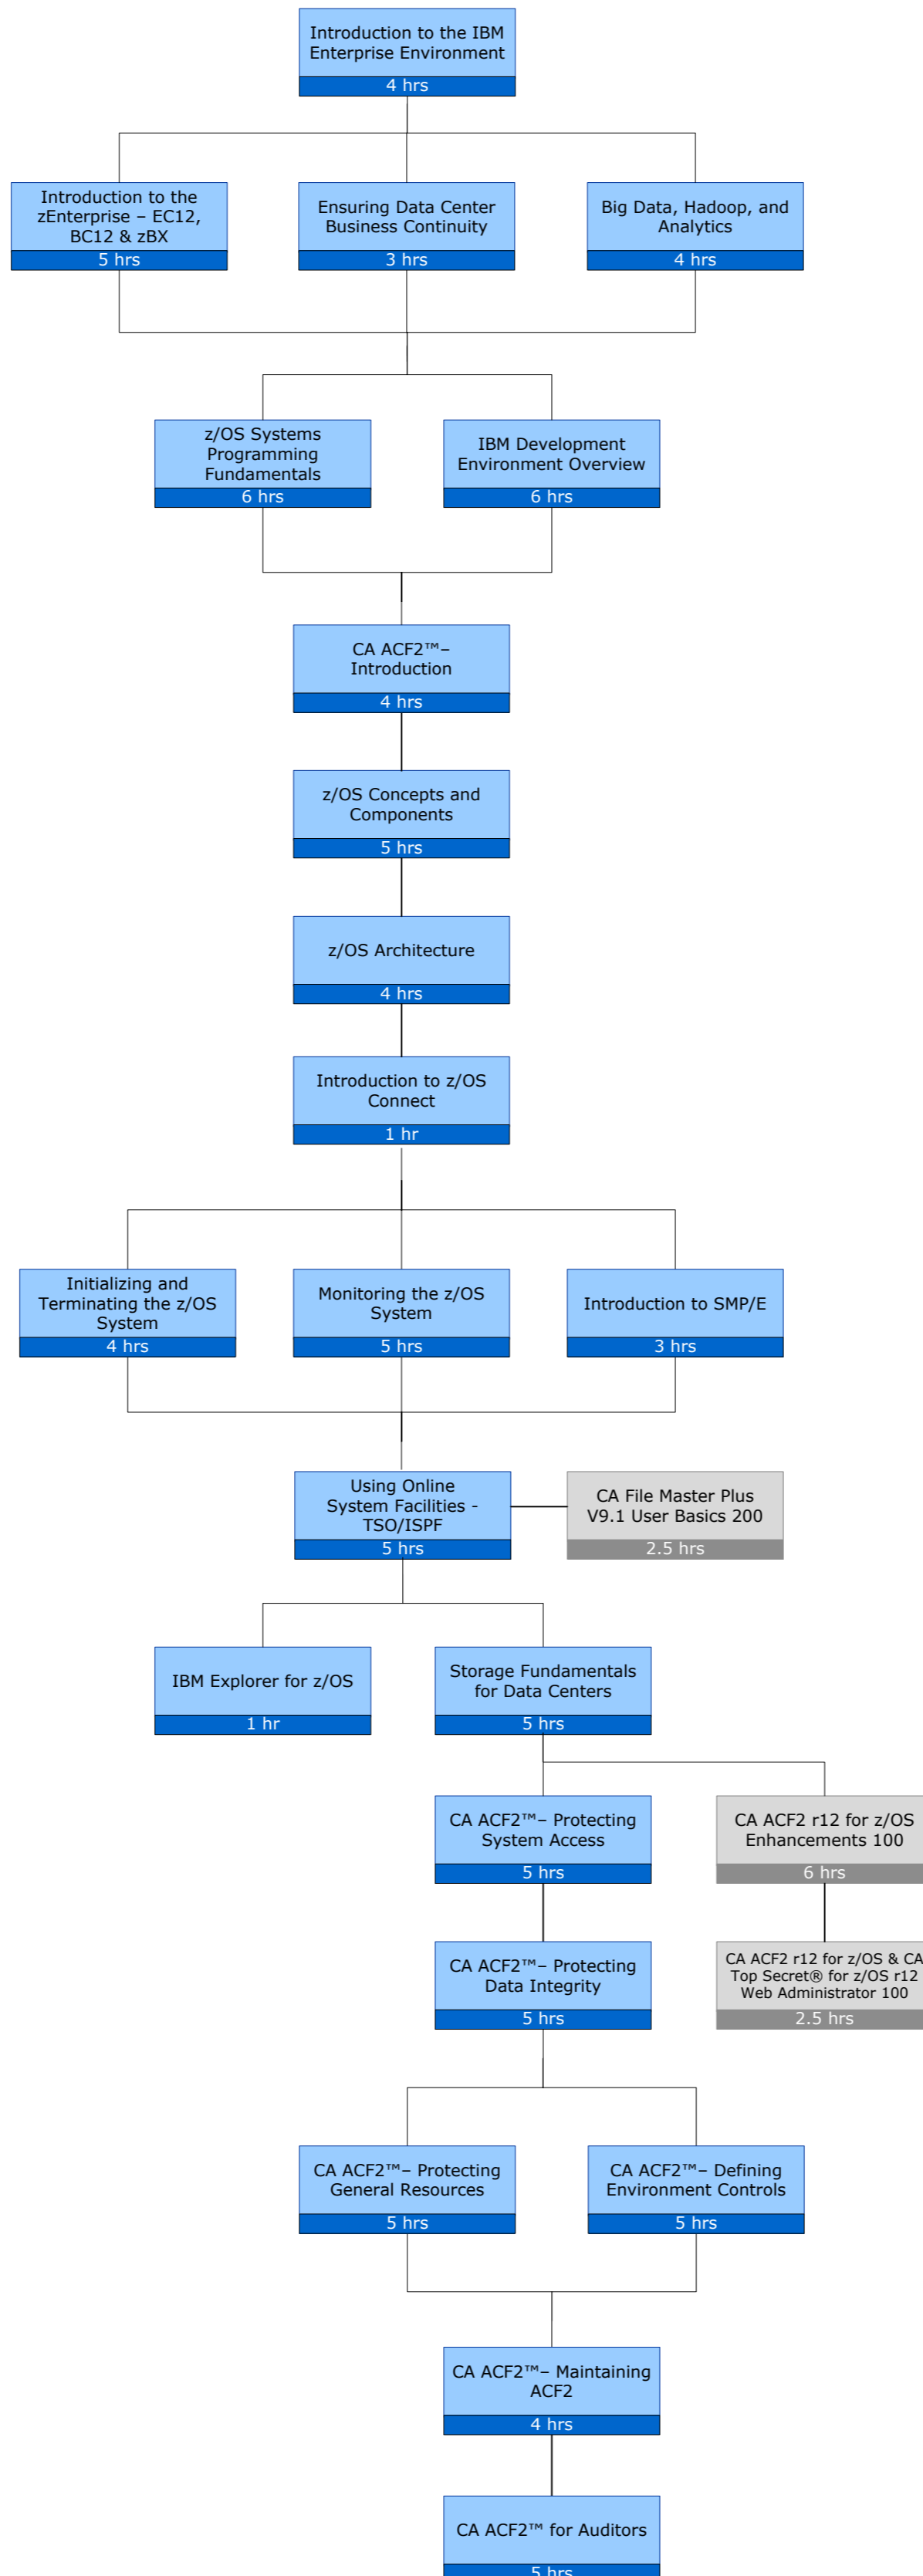 Introduction to the IBM
Enterprise Environment
4 hrs
Introduction to the
zEnterprise – EC12,
BC12 & zBX
5 hrs
Ensuring Data Center
Business Continuity
3 hrs
Big Data, Hadoop, and
Analytics
4 hrs
z/OS Systems
Programming
Fundamentals
6 hrs
IBM Development
Environment Overview
6 hrs
CA ACF2™–
Introduction
4 hrs
z/OS Concepts and
Components
5 hrs
z/OS Architecture
4 hrs
Introduction to z/OS
Connect
1 hr
Initializing and
Terminating the z/OS
System
4 hrs
Monitoring the z/OS
System
5 hrs
Introduction to SMP/E
3 hrs
Using Online
System Facilities -
TSO/ISPF
5 hrs
CA File Master Plus
V9.1 User Basics 200
2.5 hrs
IBM Explorer for z/OS
1 hr
Storage Fundamentals
for Data Centers
5 hrs
CA ACF2™– Protecting
System Access
5 hrs
CA ACF2 r12 for z/OS
Enhancements 100
6 hrs
CA ACF2™– Protecting
Data Integrity
5 hrs
CA ACF2 r12 for z/OS & CA
Top Secret® for z/OS r12
Web Administrator 100
2.5 hrs
CA ACF2™– Protecting
General Resources
5 hrs
CA ACF2™– Defining
Environment Controls
5 hrs
CA ACF2™– Maintaining
ACF2
4 hrs
CA ACF2™ for Auditors
5 hrs